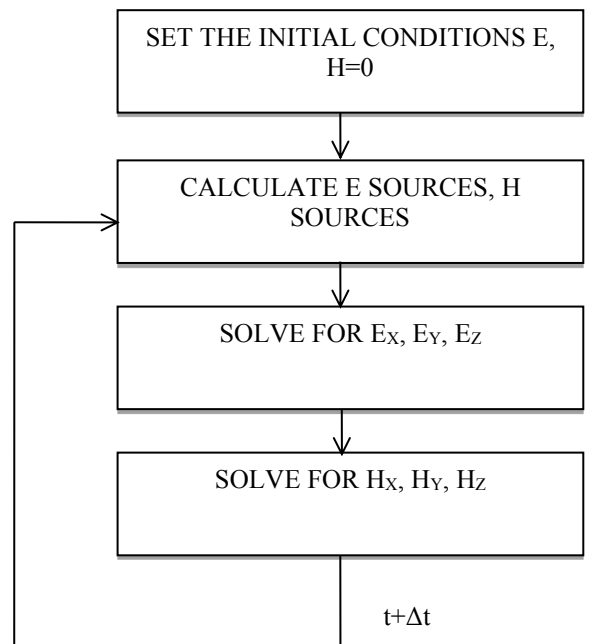 SET THE INITIAL CONDITIONS E,
H=0
CALCULATE E SOURCES, H
SOURCES
SOLVE FOR EX, EY, EZ
SOLVE FOR HX, HY, HZ
t+Δt